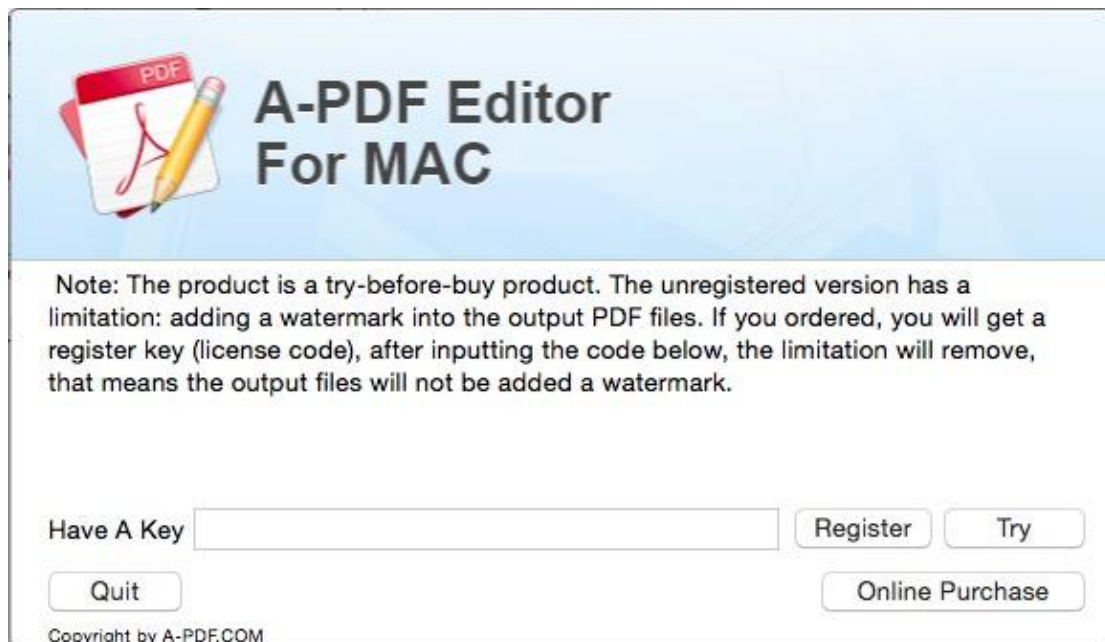 PDF
A-PDF Editor
For MAC
Note: The product is a try-before-buy product. The unregistered version has a
limitation: adding a watermark into the output PDF files. If you ordered, you will get a
register key (license code), after inputting the code below, the limitation will remove,
that means the output files will not be added a watermark.
Have A Key
Register
Try
Quit
Online Purchase
Copyright by A-PDF.COM